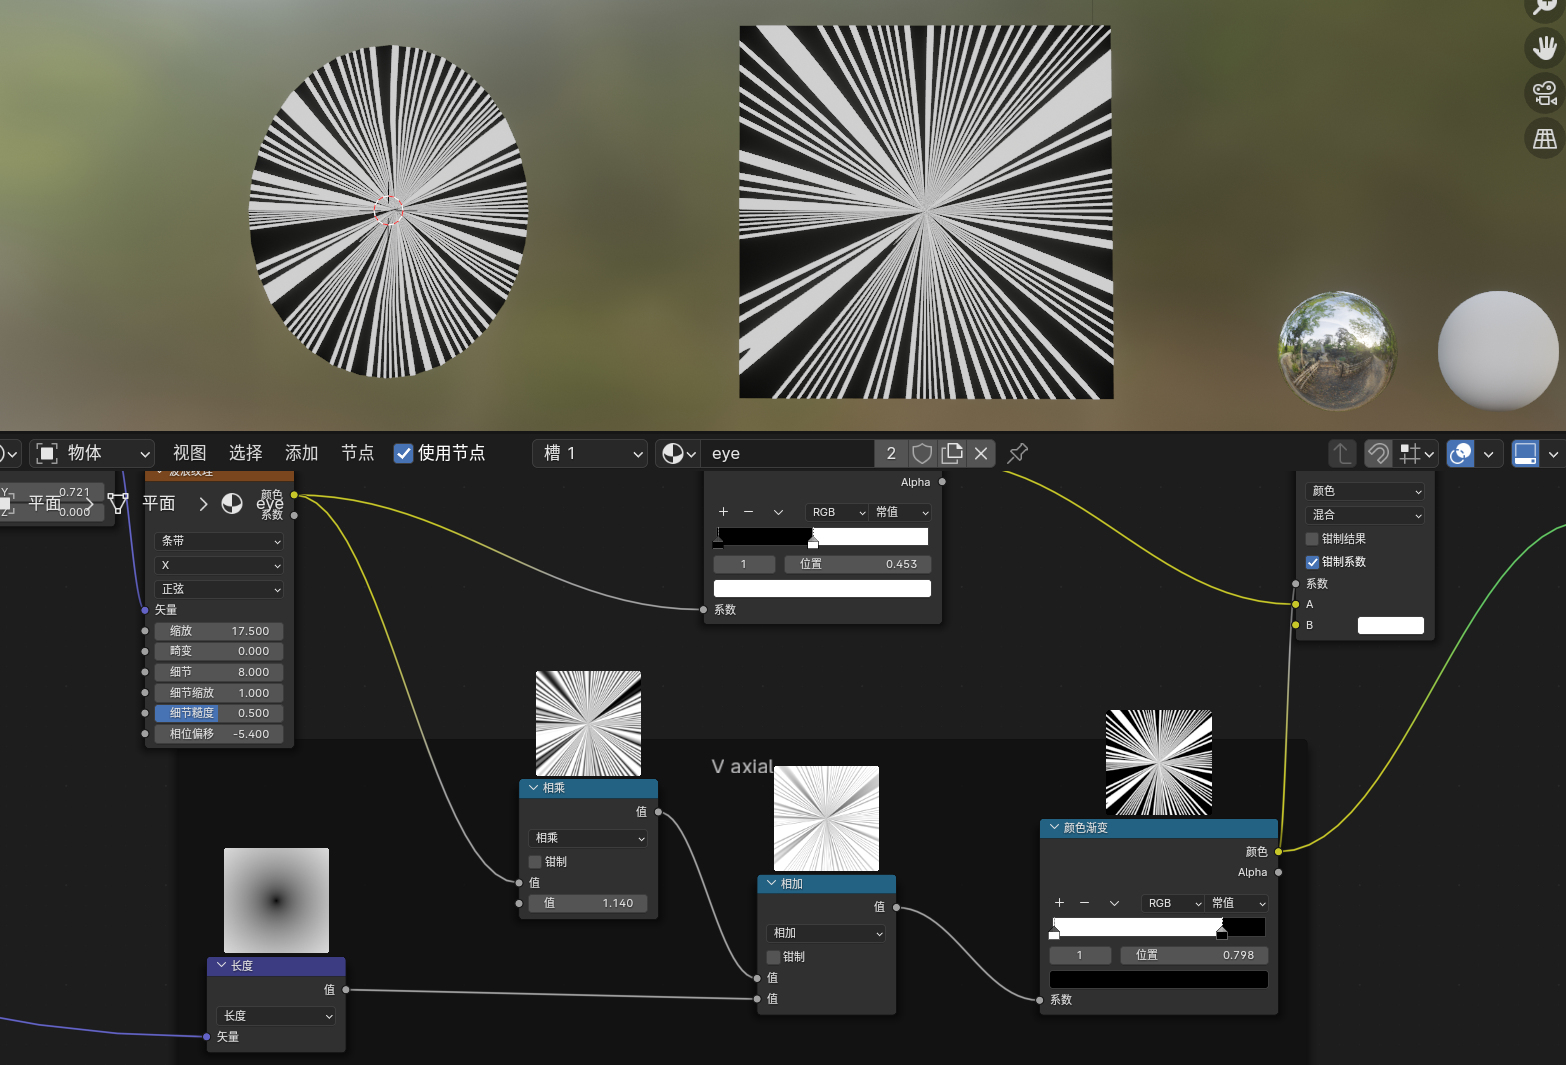 物体
视图
选择
添加
节点
使用节点
槽 1
eye
2
Y 0.721
Z 0.000
平面
平面
eye
波浪纹理
颜色
系数
条带
X
正弦
矢量
缩放 17.500
畸变 0.000
细节 8.000
细节缩放 1.000
细节糙度 0.500
相位偏移 -5.400
Alpha
RGB 常值
1 位置 0.453
系数
颜色
混合
钳制结果
钳制系数
系数
A
B
V axial
相乘
值
相乘
钳制
值
值 1.140
相加
值
相加
钳制
值
值
长度
值
长度
矢量
颜色渐变
颜色
Alpha
RGB 常值
1 位置 0.798
系数